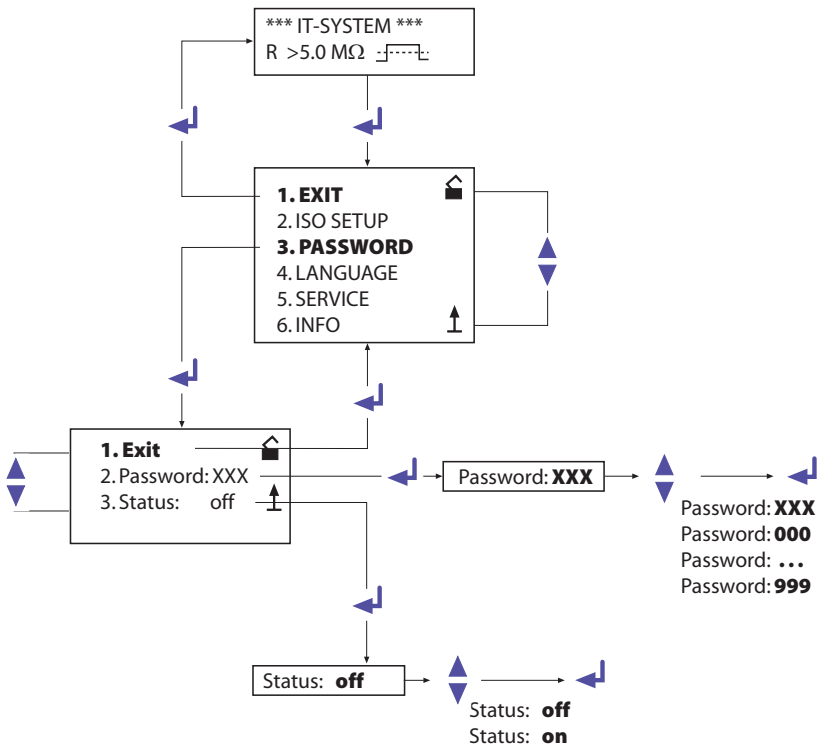 *** IT-SYSTEM ***
R >5.0 MΩ
1. EXIT
2. ISO SETUP
3. PASSWORD
4. LANGUAGE
5. SERVICE
6. INFO
1. Exit
2. Password: XXX
3. Status: off
Password: XXX
Password: XXX
Password: 000
Password: ...
Password: 999
Status: off
Status: off
Status: on